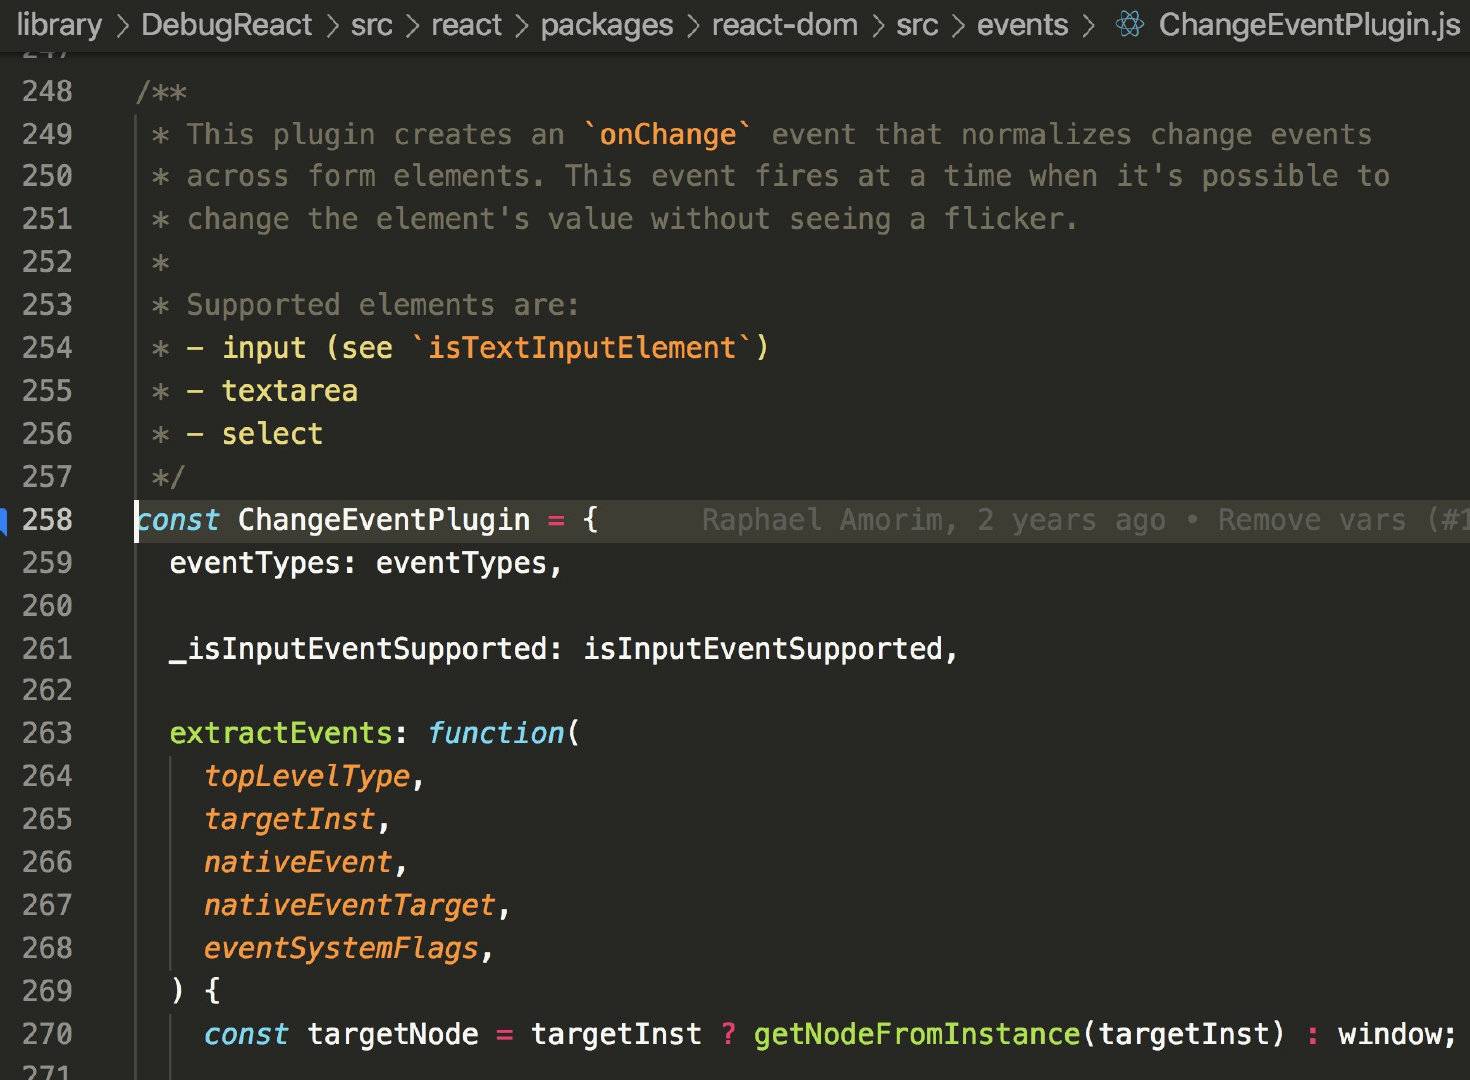 library > DebugReact > src > react > packages > react-dom > src > events > ChangeEventPlugin.js
247
248 /**
249 * This plugin creates an `onChange` event that normalizes change events
250 * across form elements. This event fires at a time when it's possible to
251 * change the element's value without seeing a flicker.
252 *
253 * Supported elements are:
254 * - input (see `isTextInputElement`)
255 * - textarea
256 * - select
257 */
258 const ChangeEventPlugin = { Raphael Amorim, 2 years ago • Remove vars (#1
259 eventTypes: eventTypes,
260
261 _isInputEventSupported: isInputEventSupported,
262
263 extractEvents: function(
264 topLevelType,
265 targetInst,
266 nativeEvent,
267 nativeEventTarget,
268 eventSystemFlags,
269 ) {
270 const targetNode = targetInst ? getNodeFromInstance(targetInst) : window;
271